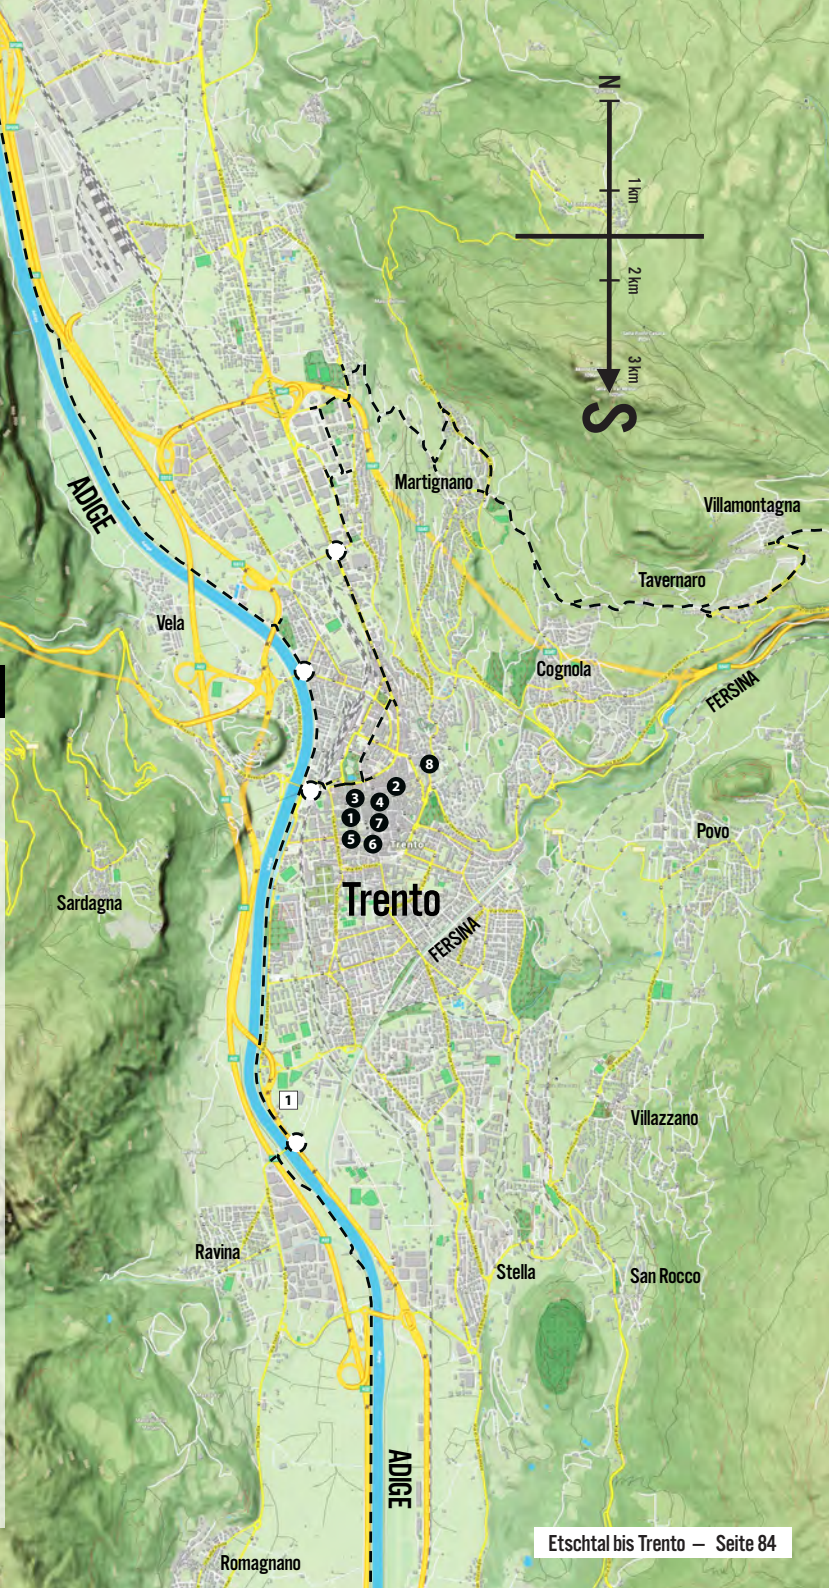 N
1 km
2 km
3 km
S
Martignano
Villamontagna
ADIGE
Tavernaro
Vela
Cognola
FERSINA
8
2
3
4
1
7
5
6
Trento
Povo
Sardagna
Trento
FERSINA
1
Villazzano
Ravina
Stella
San Rocco
ADIGE
Etschtal bis Trento – Seite 84
Romagnano